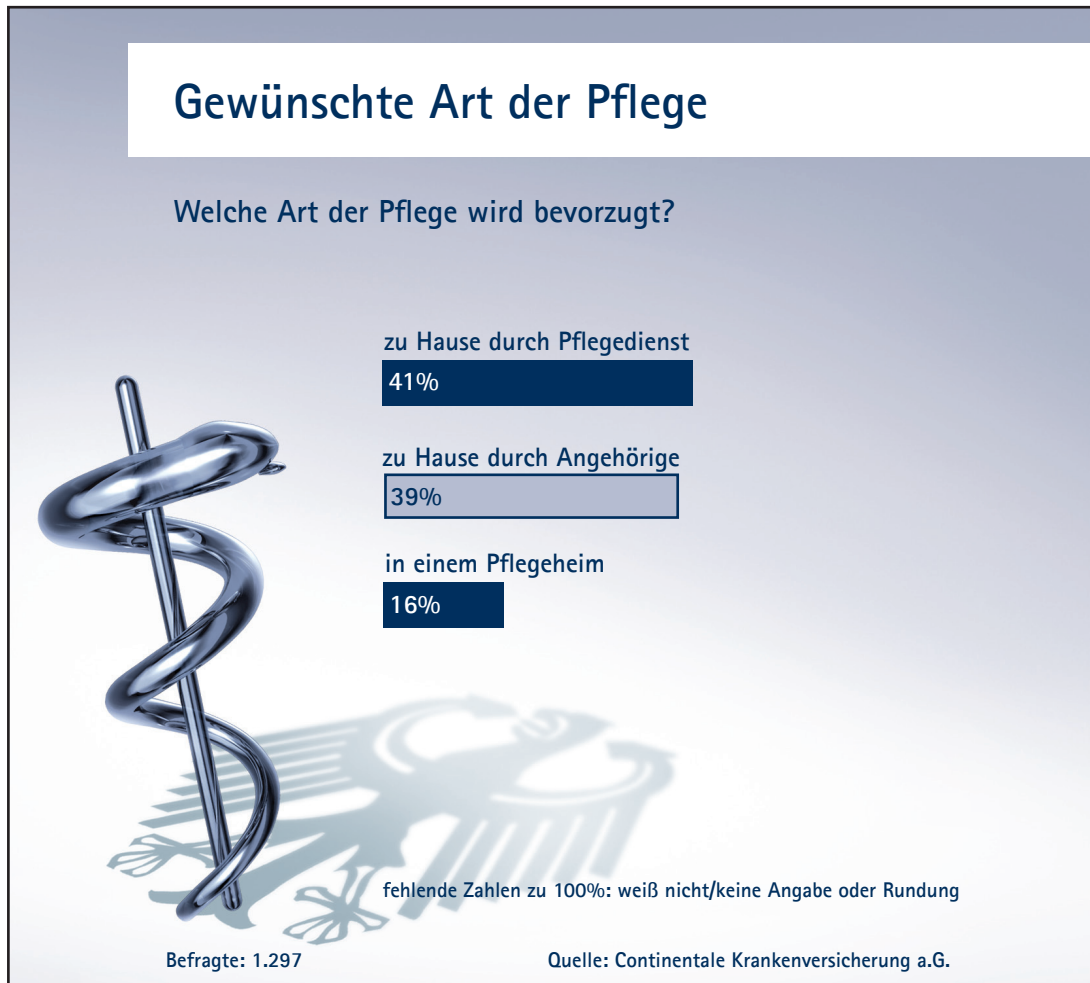 Gewünschte Art der Pflege
Welche Art der Pflege wird bevorzugt?
zu Hause durch Pflegedienst
41%
zu Hause durch Angehörige
39%
in einem Pflegeheim
16%
fehlende Zahlen zu 100%: weiß nicht/keine Angabe oder Rundung
Befragte: 1.297
Quelle: Continentale Krankenversicherung a.G.